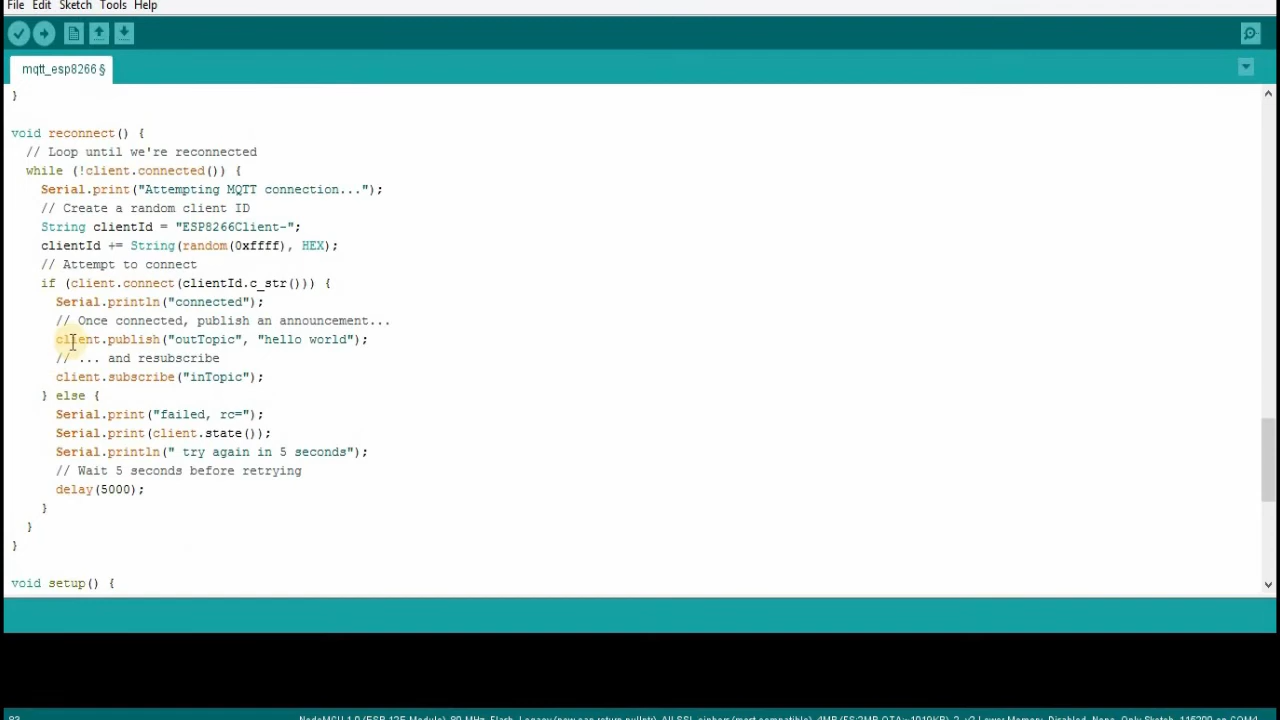 File Edit Sketch Tools Help
mqtt_esp8266 §
}
void reconnect() {
// Loop until we're reconnected
while (!client.connected()) {
Serial.print("Attempting MQTT connection...");
// Create a random client ID
String clientId = "ESP8266Client-";
clientId += String(random(0xffff), HEX);
// Attempt to connect
if (client.connect(clientId.c_str())) {
Serial.println("connected");
// Once connected, publish an announcement...
client.publish("outTopic", "hello world");
// ... and resubscribe
client.subscribe("inTopic");
} else {
Serial.print("failed, rc=");
Serial.print(client.state());
Serial.println(" try again in 5 seconds");
// Wait 5 seconds before retrying
delay(5000);
}
}
}
void setup() {